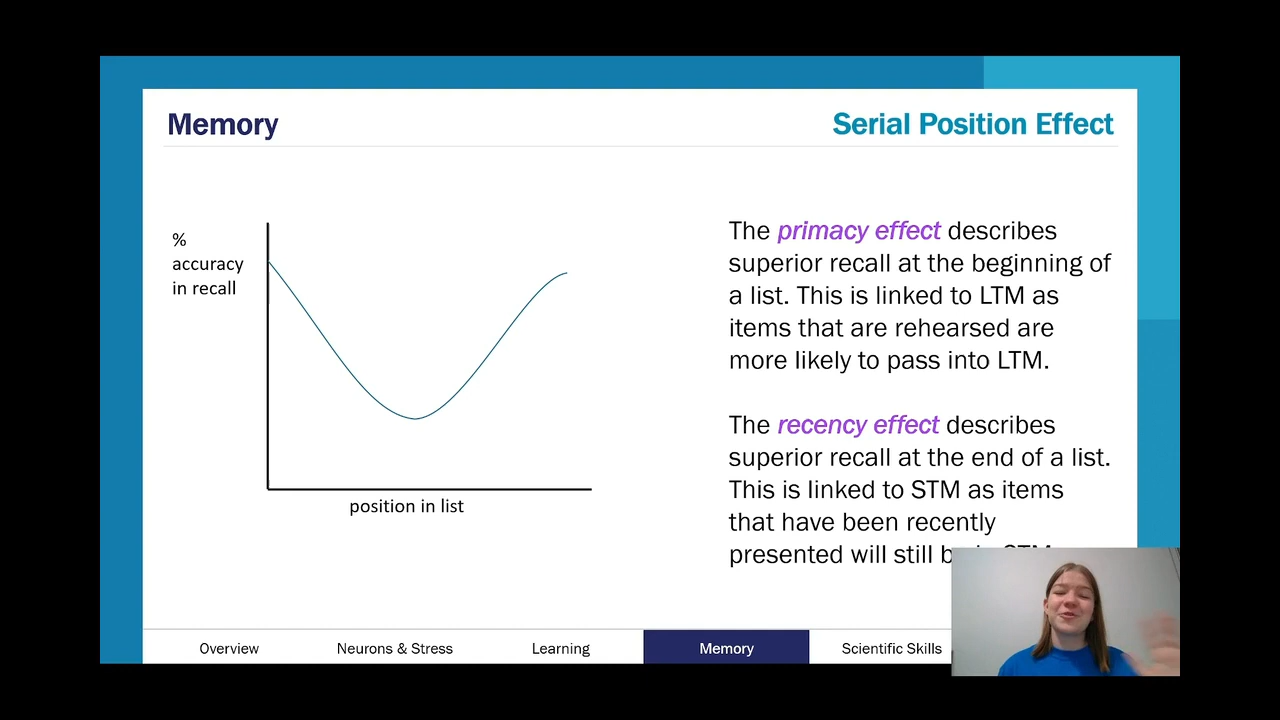 Memory
Serial Position Effect
%
accuracy
in recall
position in list
The primacy effect describes
superior recall at the beginning of
a list. This is linked to LTM as
items that are rehearsed are
more likely to pass into LTM.
The recency effect describes
superior recall at the end of a list.
This is linked to STM as items
that have been recently
presented will still
Overview
Neurons & Stress
Learning
Memory
Scientific Skills